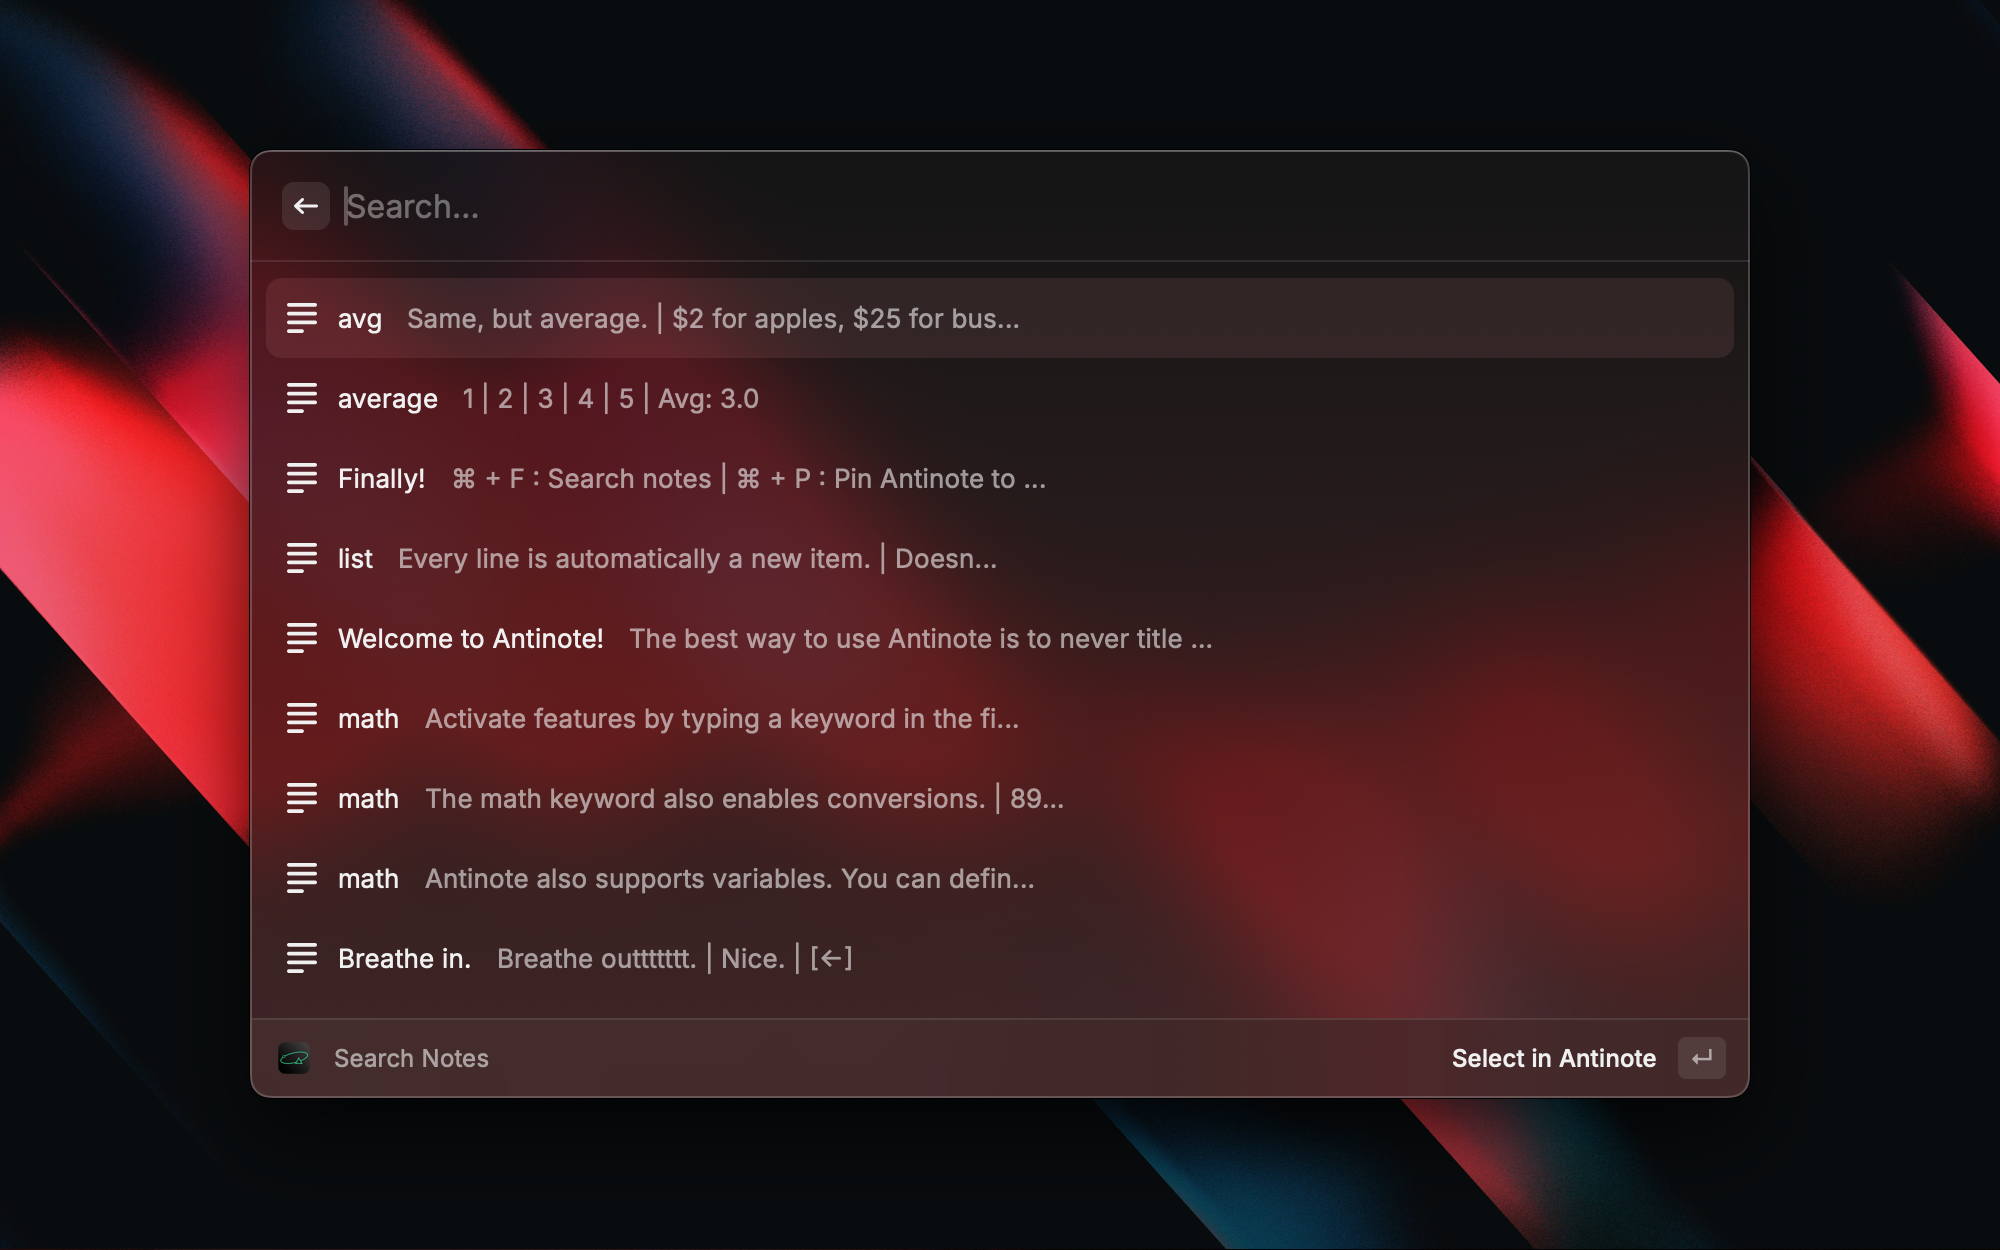 Search...
avg Same, but average. | $2 for apples, $25 for bus...
average 1 | 2 | 3 | 4 | 5 | Avg: 3.0
Finally! ⌘ + F : Search notes | ⌘ + P : Pin Antinote to ...
list Every line is automatically a new item. | Doesn...
Welcome to Antinote! The best way to use Antinote is to never title ...
math Activate features by typing a keyword in the fi...
math The math keyword also enables conversions. | 89...
math Antinote also supports variables. You can defin...
Breathe in. Breathe outttttttt. | Nice. | [←]
Search Notes Select in Antinote